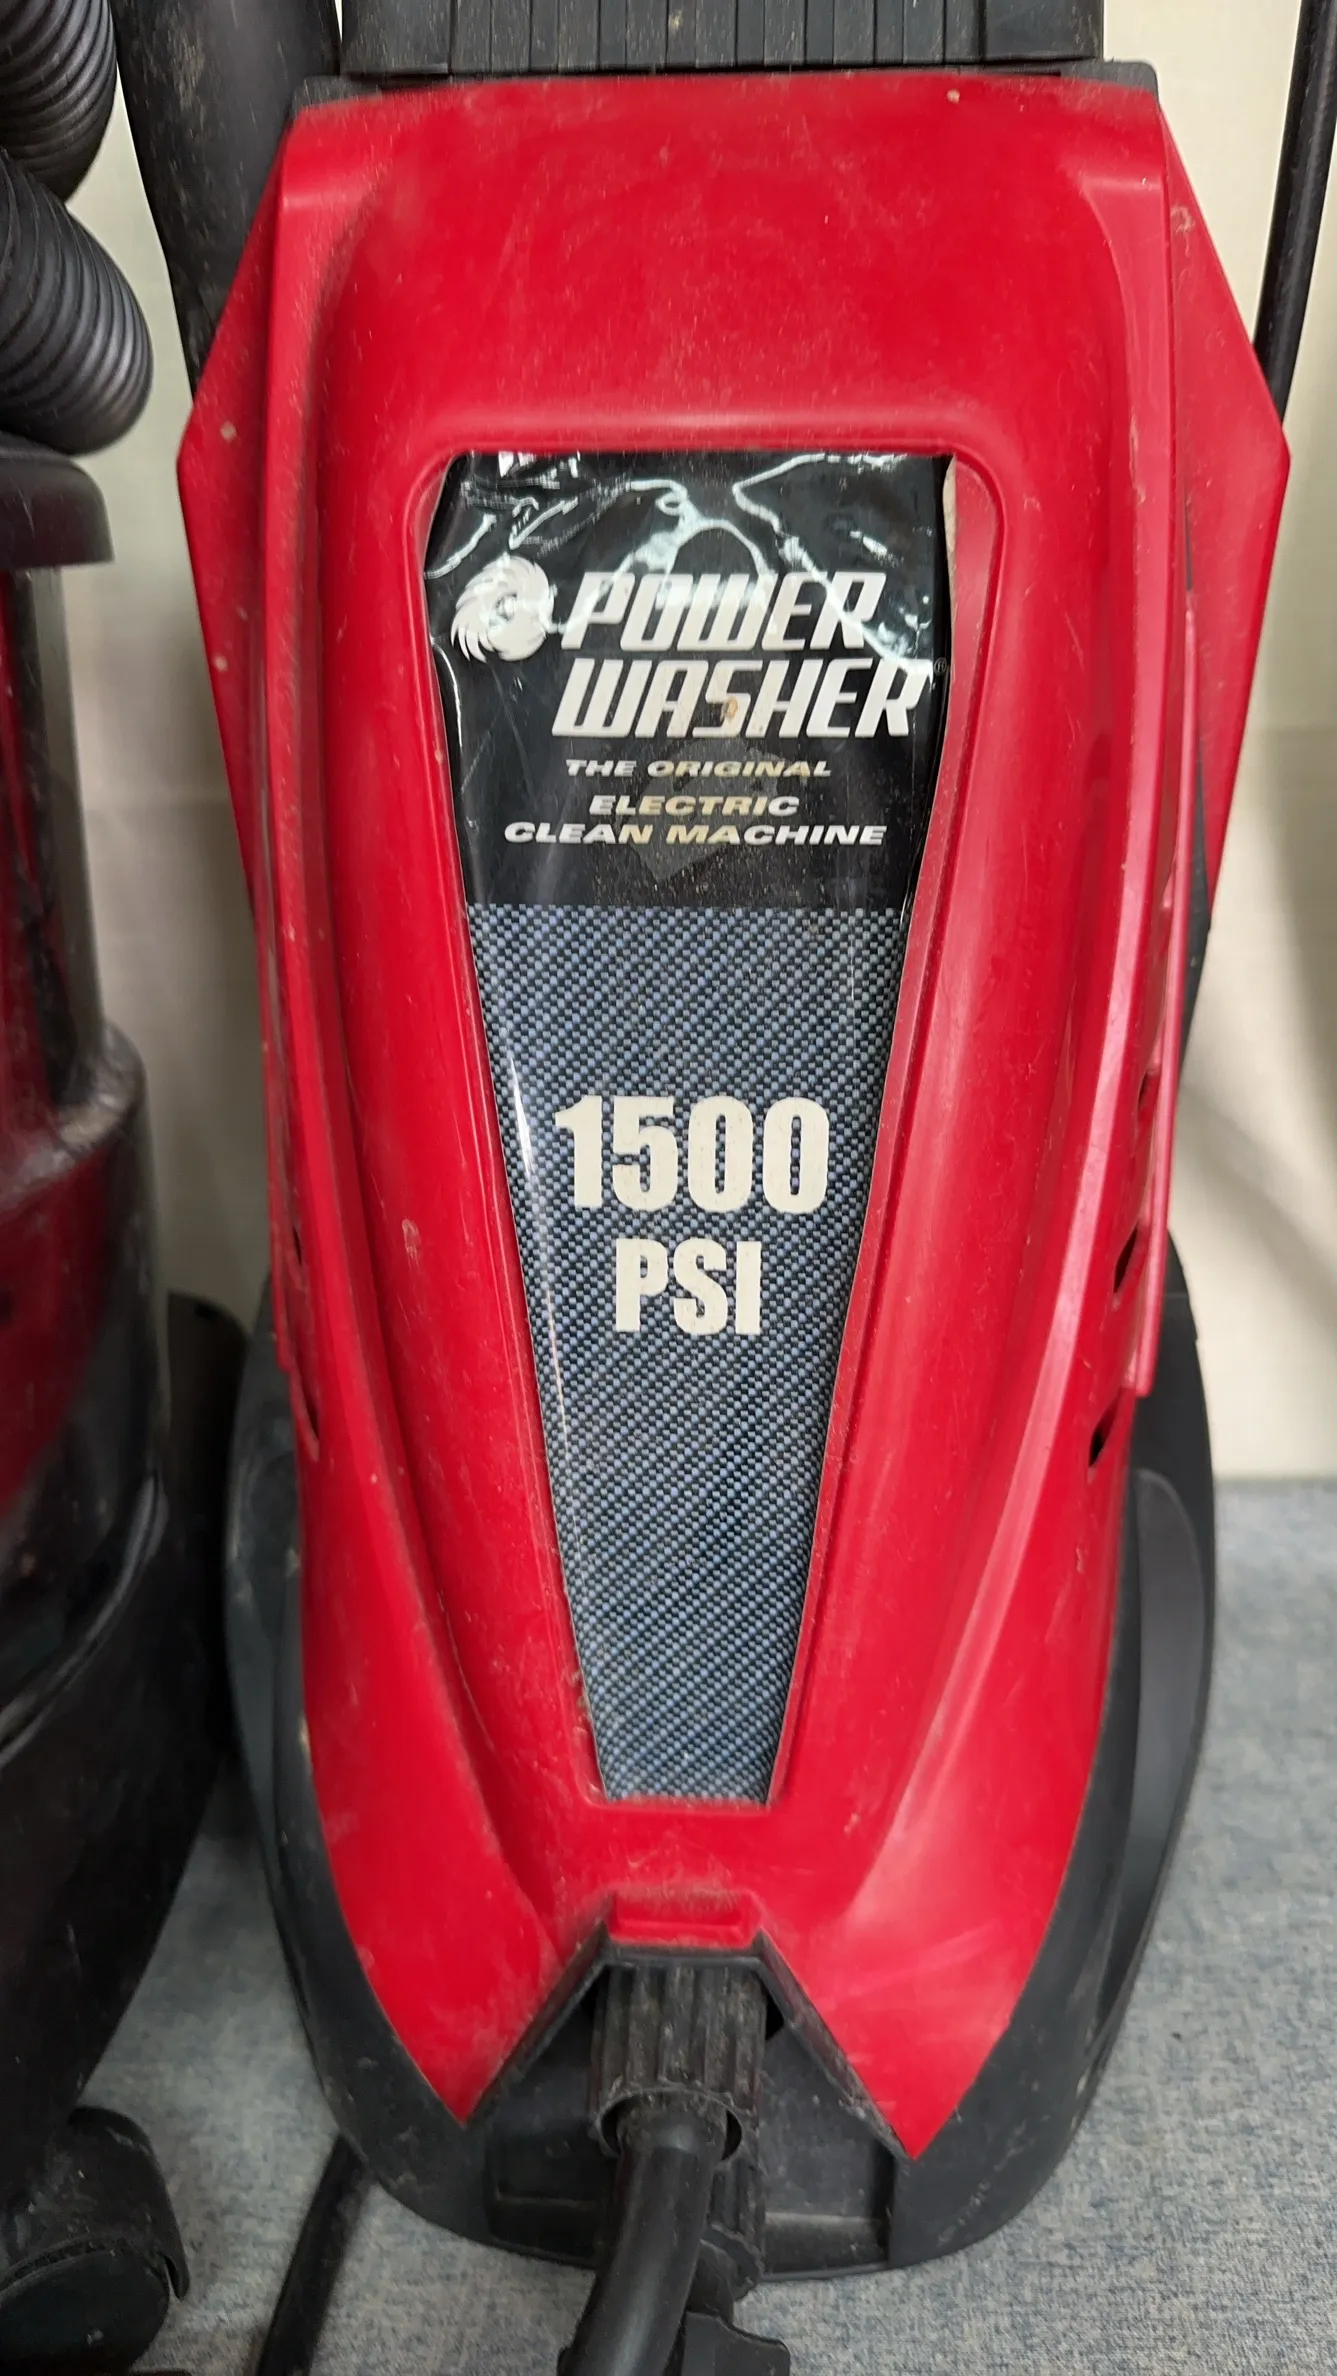 POWER
WASHER®
THE ORIGINAL
ELECTRIC
CLEAN MACHINE
1500
PSI